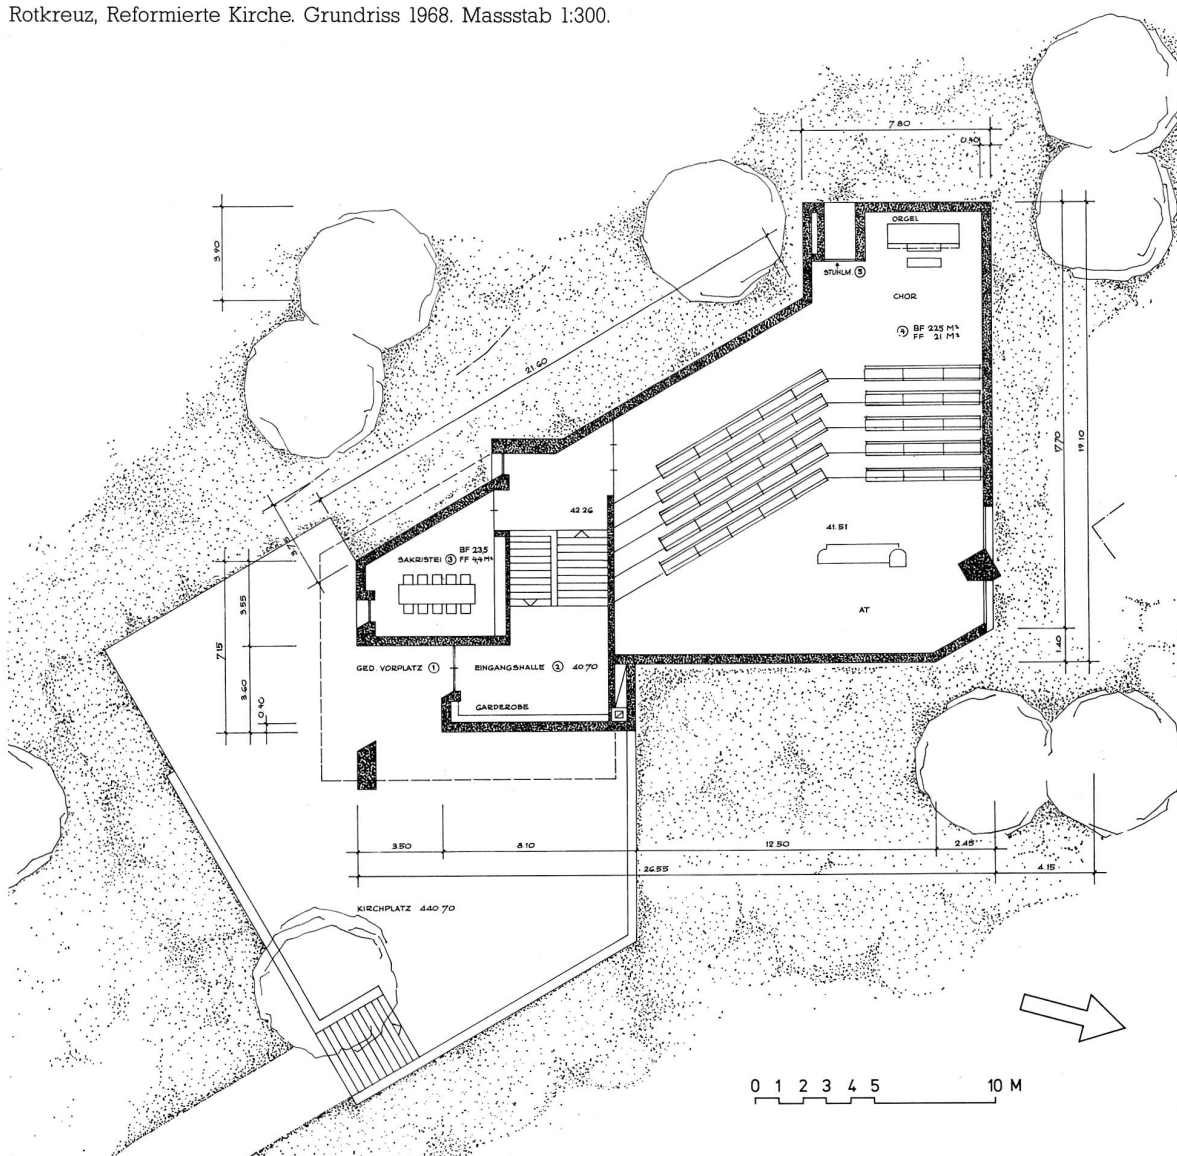 Rotkreuz, Reformierte Kirche. Grundriss 1968. Massstab 1:300.
7.80
0.40
ORGEL
STUHLM. 5
CHOR
4 BF 225 M²
FF 21 M²
3.90
21.60
17.70
19.10
42.26
41.51
SAKRISTEI 3 BF 23,5
FF 4,4 M²
3.55
7.15
AT
1.40
GED. VORPLATZ 1
EINGANGSHALLE 2 40.70
3.60
0.40
GARDEROBE
3.50
8.10
12.50
2.45
26.55
4.15
KIRCHPLATZ 440.70
0 1 2 3 4 5 10 M